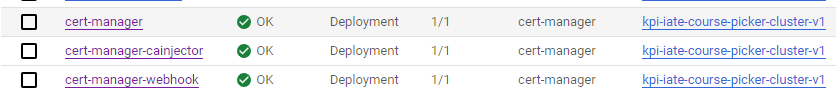 cert-manager OK Deployment 1/1 cert-manager kpi-iate-course-picker-cluster-v1
cert-manager-cainjector OK Deployment 1/1 cert-manager kpi-iate-course-picker-cluster-v1
cert-manager-webhook OK Deployment 1/1 cert-manager kpi-iate-course-picker-cluster-v1